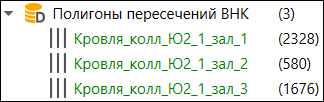 Полигоны пересечений ВНК (3)
Кровля_колл_Ю2_1_зал_1 (2328)
Кровля_колл_Ю2_1_зал_2 (580)
Кровля_колл_Ю2_1_зал_3 (1676)